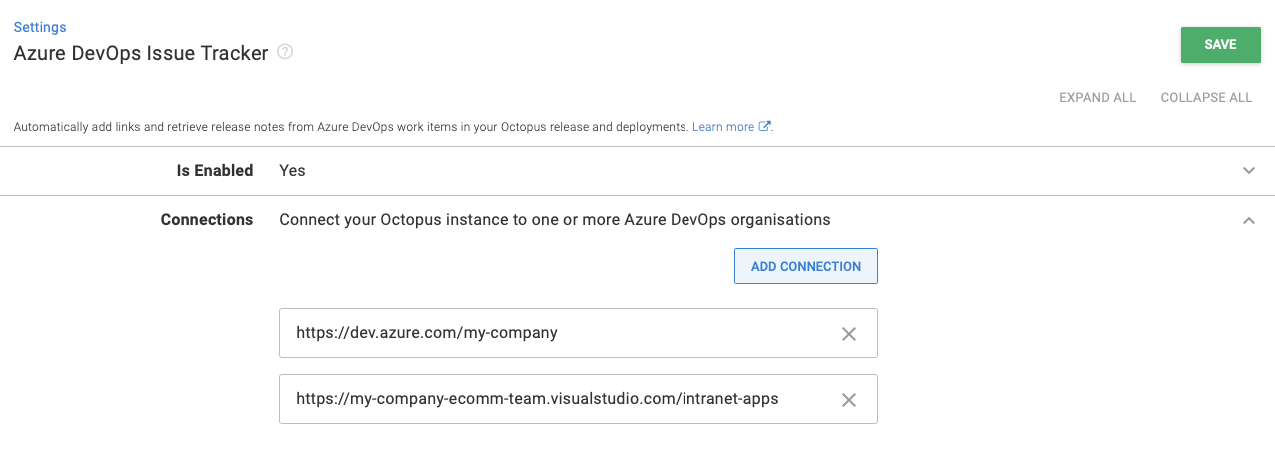 Settings
Azure DevOps Issue Tracker ?
SAVE
EXPAND ALL COLLAPSE ALL
Automatically add links and retrieve release notes from Azure DevOps work items in your Octopus release and deployments. Learn more.
Is Enabled Yes
Connections Connect your Octopus instance to one or more Azure DevOps organisations
ADD CONNECTION
https://dev.azure.com/my-company
https://my-company-ecomm-team.visualstudio.com/intranet-apps